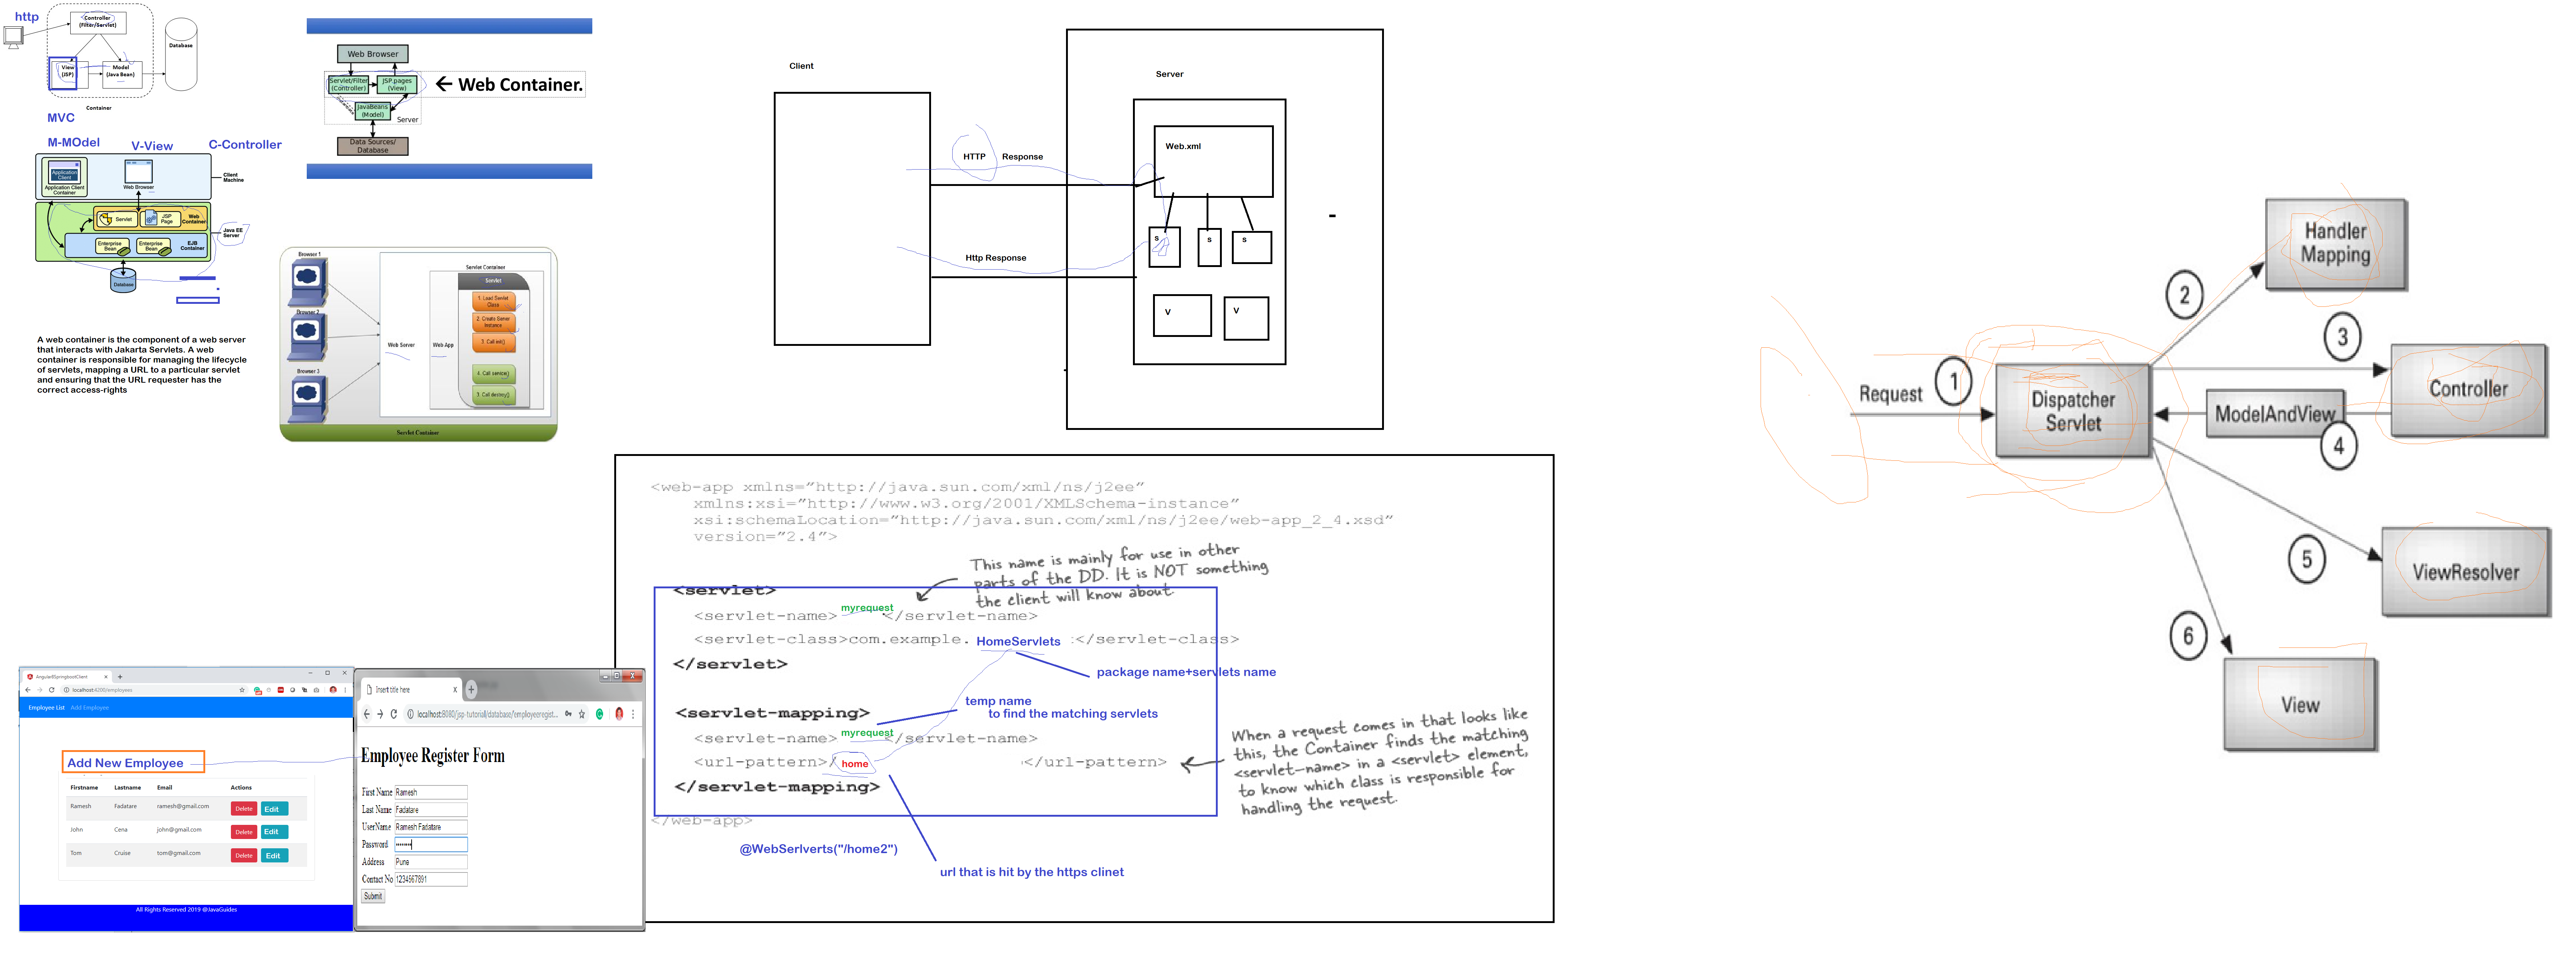 http
Controller
(Filter/Servlet)
View
(JSP)
Model
(Java Bean)
Database
Container
MVC
M-MOdel
V-View
C-Controller
Application
Client
Application Client
Container
Web Browser
Client
Machine
Servlet
JSP
Page
Web
Container
Java EE
Server
Enterprise
Bean
Enterprise
Bean
EJB
Container
Database
A web container is the component of a web server
that interacts with Jakarta Servlets. A web
container is responsible for managing the lifecycle
of servlets, mapping a URL to a particular servlet
and ensuring that the URL requester has the
correct access-rights
Web Browser
Servlet/Filter
(Controller)
JSP pages
(View)
JavaBeans
(Model)
Server
Data Sources/
Database
← Web Container.
Browser 1
Browser 2
Browser 3
Web Server
Web App
Servlet Container
Servlet
1. Load Servlet
Class
2. Create Server
Instance
3. Call init()
4. Call service()
Servlet Container
Client
Server
HTTP Response
Http Response
Web.xml
S
S
S
V
V
-
<web-app xmlns="http://java.sun.com/xml/ns/j2ee"
xmlns:xsi="http://www.w3.org/2001/XMLSchema-instance"
xsi:schemaLocation="http://java.sun.com/xml/ns/j2ee/web-app_2_4.xsd"
version="2.4">
This name is mainly for use in other
parts of the DD. It is NOT something
the client will know about.
<servlet>
<servlet-name> myrequest </servlet-name>
<servlet-class>com.example. HomeServlets </servlet-class>
</servlet>
package name+servlets name
temp name
to find the matching servlets
<servlet-mapping>
<servlet-name> myrequest </servlet-name>
<url-pattern>/ home </url-pattern>
</servlet-mapping>
</web-app>
When a request comes in that looks like
this, the Container finds the matching
<servlet-name> in a <servlet> element,
to know which class is responsible for
handling the request.
@WebSerlverts("/home2")
url that is hit by the https clinet
Angular8SpringbootClient
localhost:4200/employees
Employee List Add Employee
Add New Employee
Firstname Lastname Email Actions
Ramesh Fadatare ramesh@gmail.com Delete Edit
John Cena john@gmail.com Delete Edit
Tom Cruise tom@gmail.com Delete Edit
All Rights Reserved 2019 @JavaGuides
Insert title here
localhost:8080/jsp-tutorial/database/employeeregist...
Employee Register Form
First Name Ramesh
Last Name Fadatare
UserName Ramesh Fadatare
Password
Address Pune
Contact No 1234567891
Submit
Request
1
Dispatcher
Servlet
2
Handler
Mapping
3
Controller
ModelAndView
4
5
ViewResolver
6
View